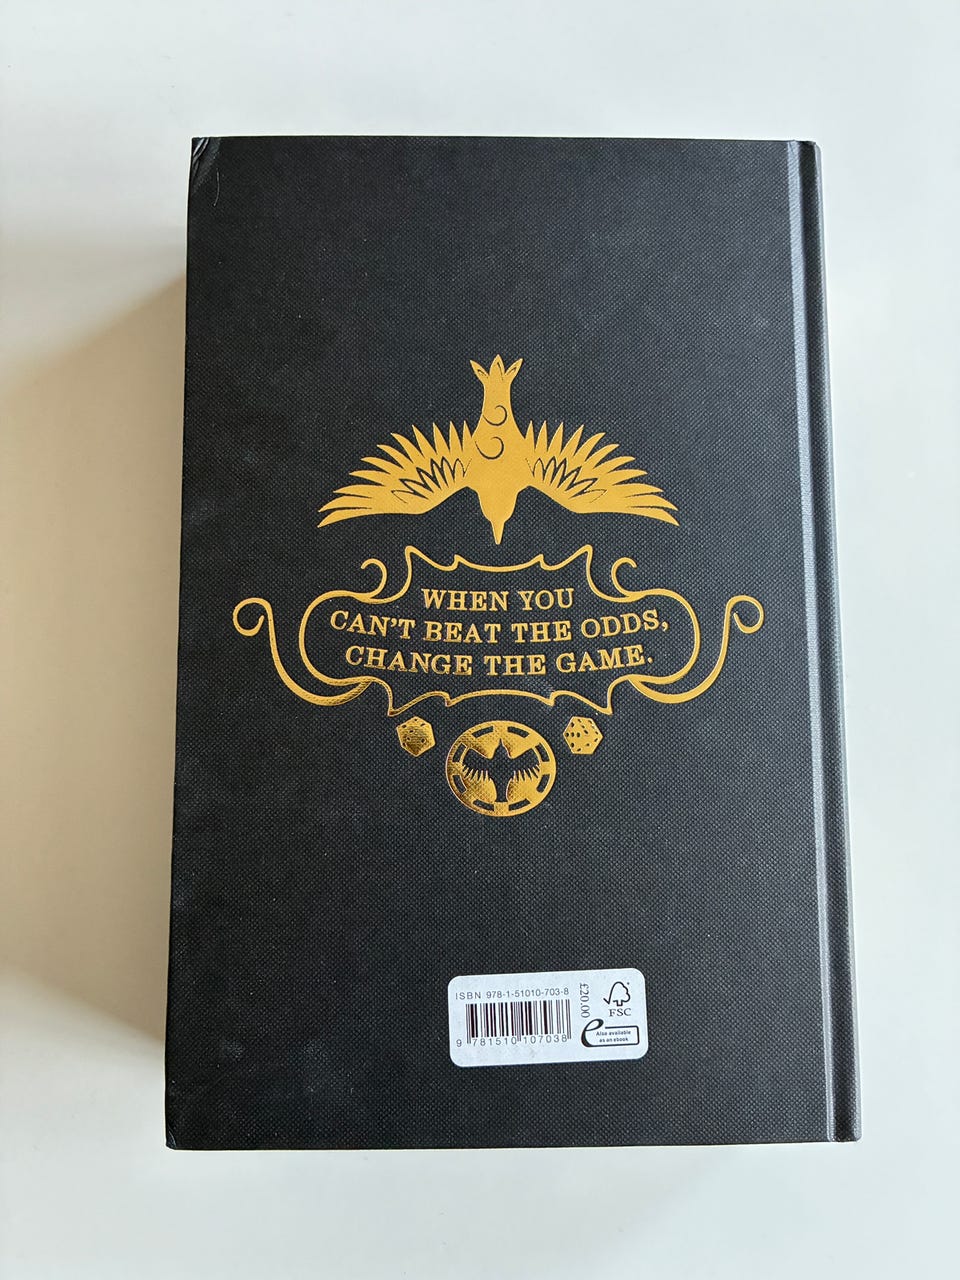 WHEN YOU
CAN'T BEAT THE ODDS,
CHANGE THE GAME.
ISBN 978-1-51010-703-8
9 781510 107038
£20.00
FSC
e
Also available
as an ebook